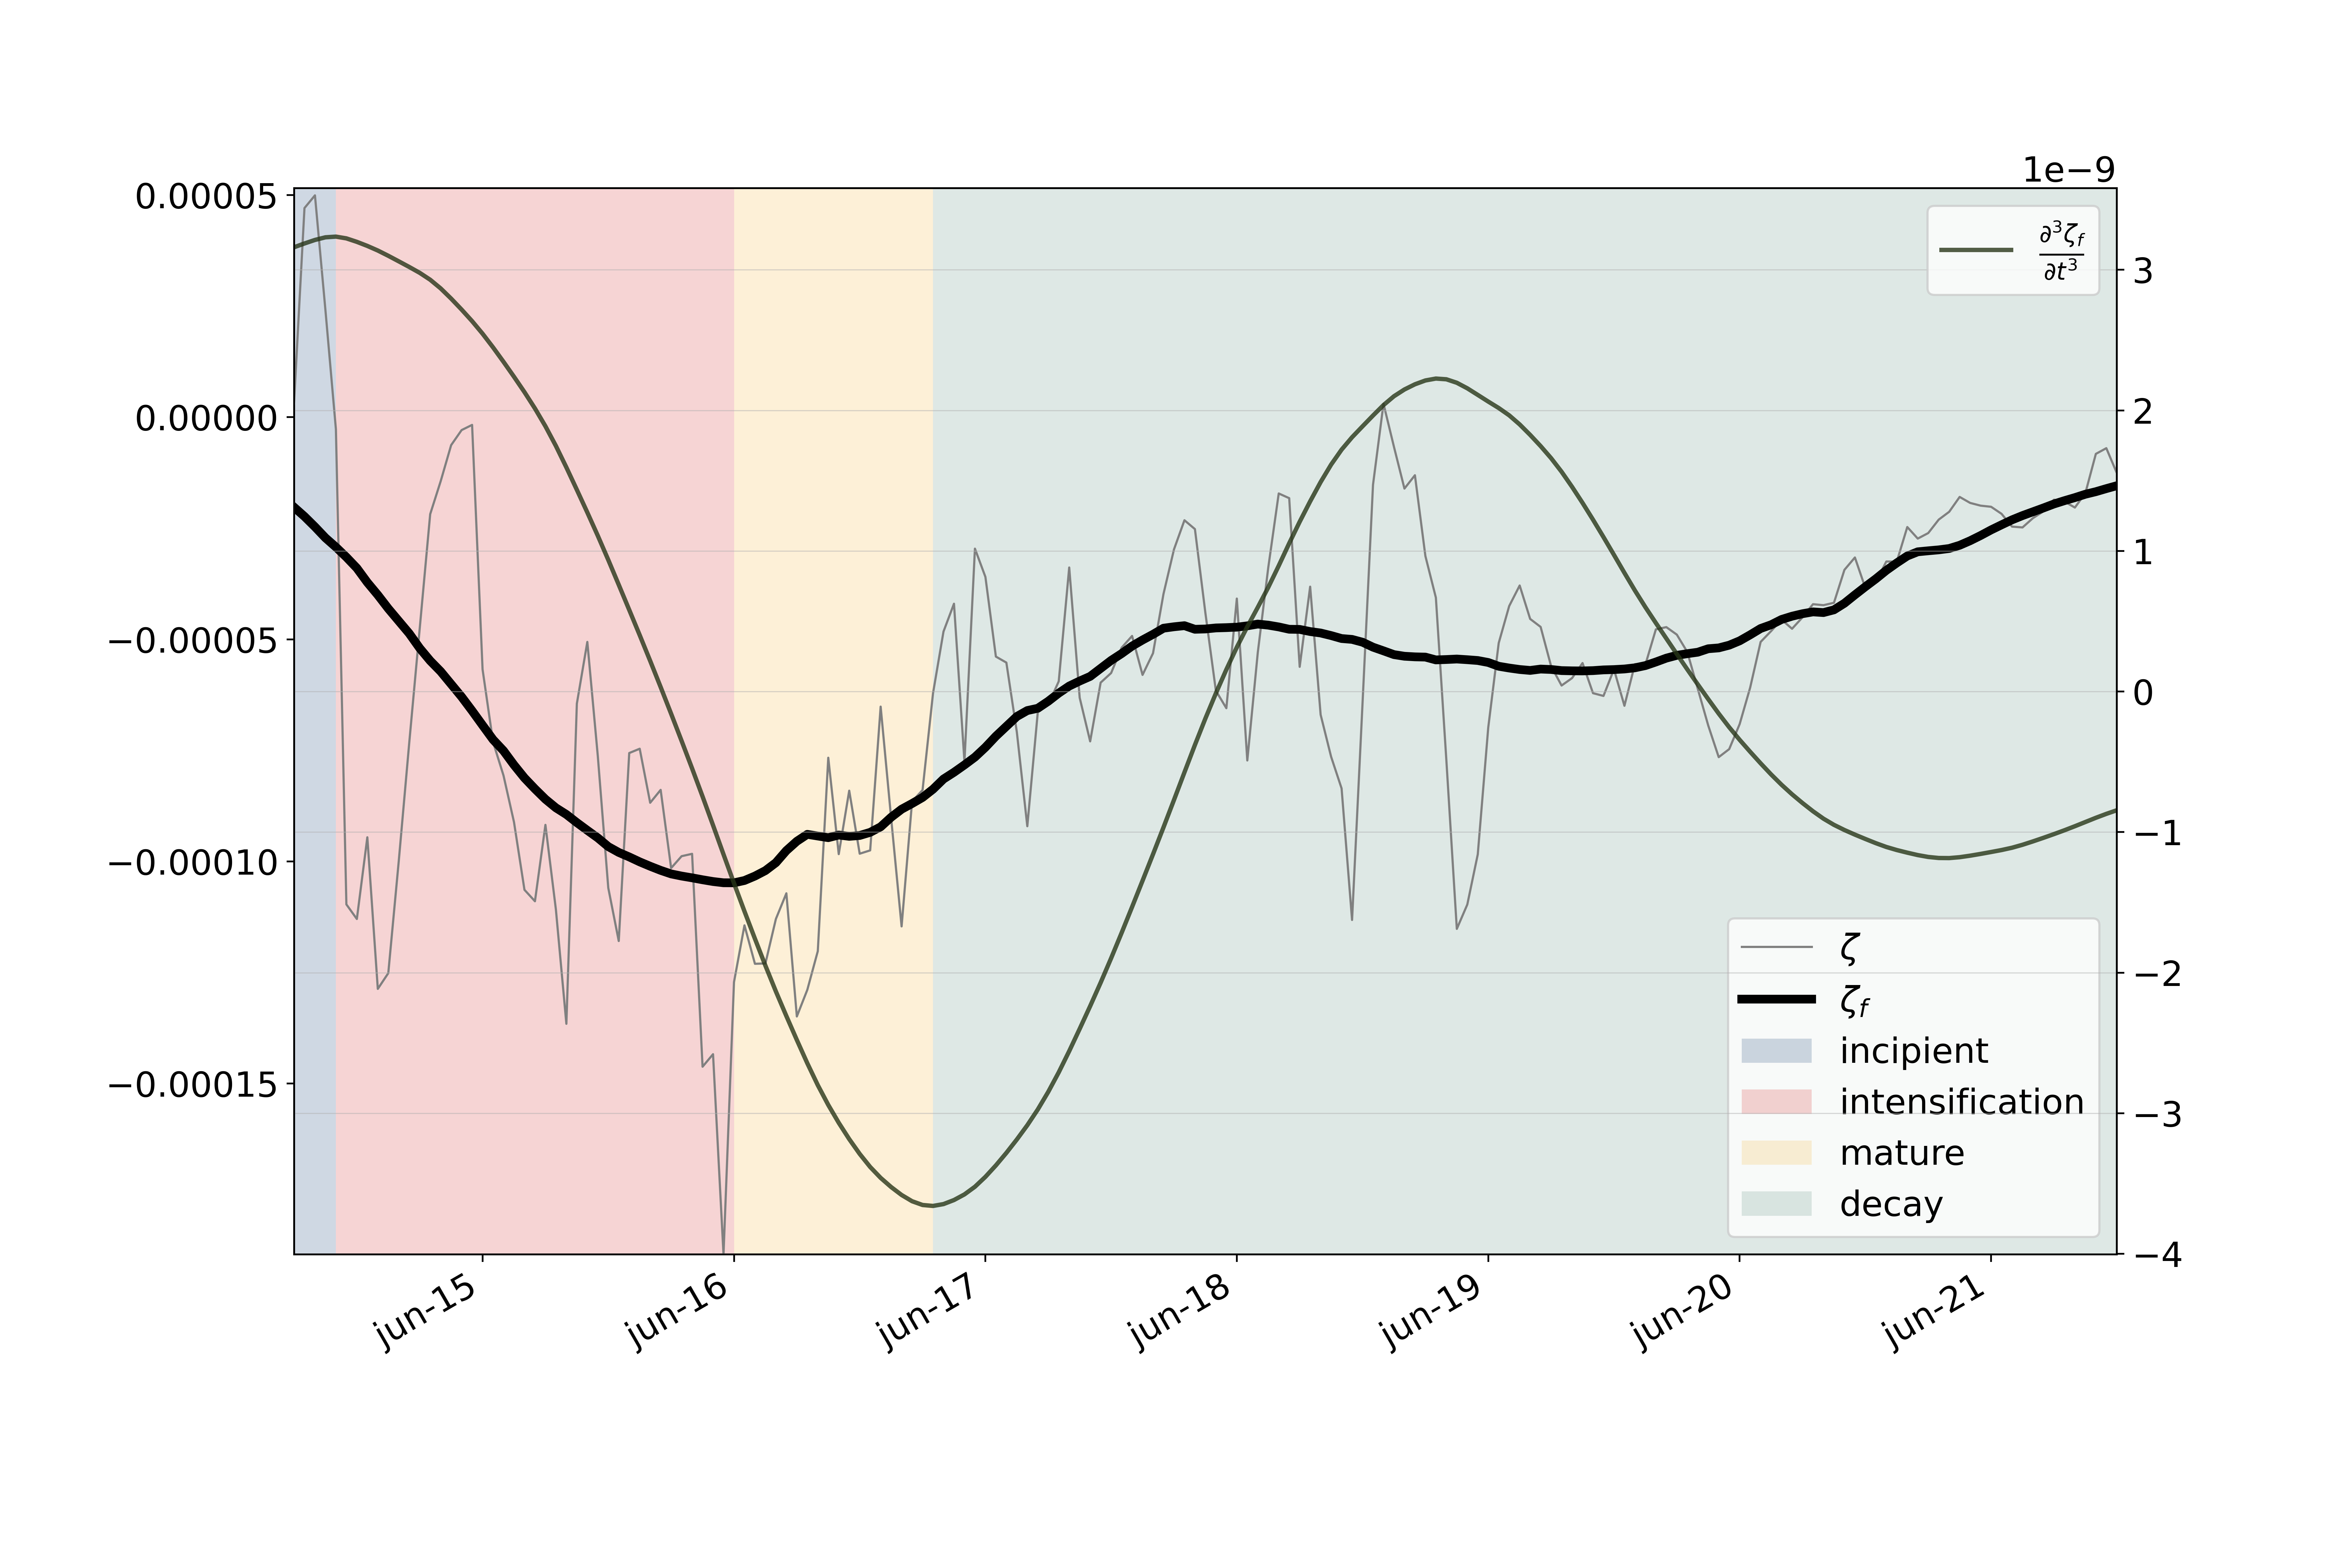 1e−9
0.00005
0.00000
−0.00005
−0.00010
−0.00015
3
2
1
0
−1
−2
−3
−4
∂³ζf
∂t³
ζ
ζf
incipient
intensification
mature
decay
jun-15
jun-16
jun-17
jun-18
jun-19
jun-20
jun-21